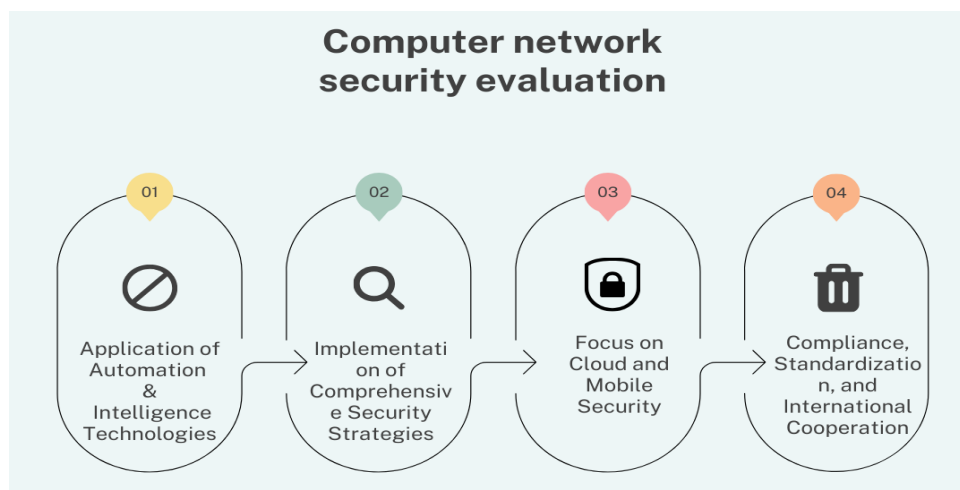 Computer network
security evaluation
01
02
03
04
Application of
Automation
&
Intelligence
Technologies
Implementati
on of
Comprehensiv
e Security
Strategies
Focus on
Cloud and
Mobile
Security
Compliance,
Standardizatio
n, and
International
Cooperation